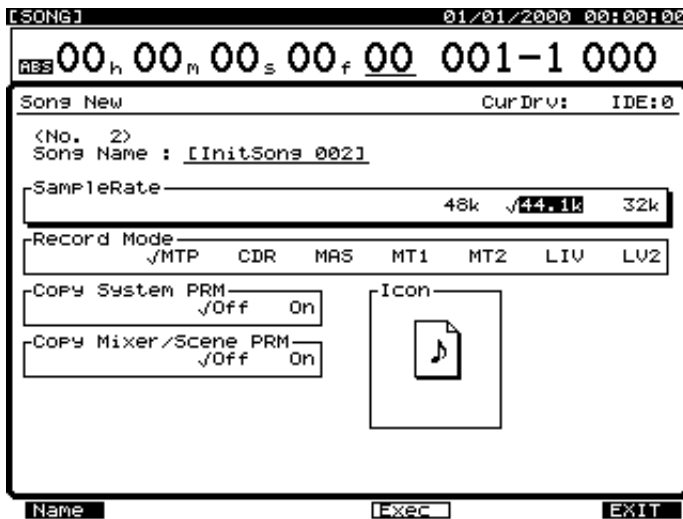 [SONG] 01/01/2000 00:00:00
ABS 00h 00m 00s 00f 00 001-1 000
Song New CurDrv: IDE:0
(No. 2)
Song Name : [InitSong 002]
SampleRate
48k √44.1k 32k
Record Mode
√MTP CDR MAS MT1 MT2 LIV LV2
Copy System PRM
√Off On
Icon
Copy Mixer/Scene PRM
√Off On
Name Exec EXIT